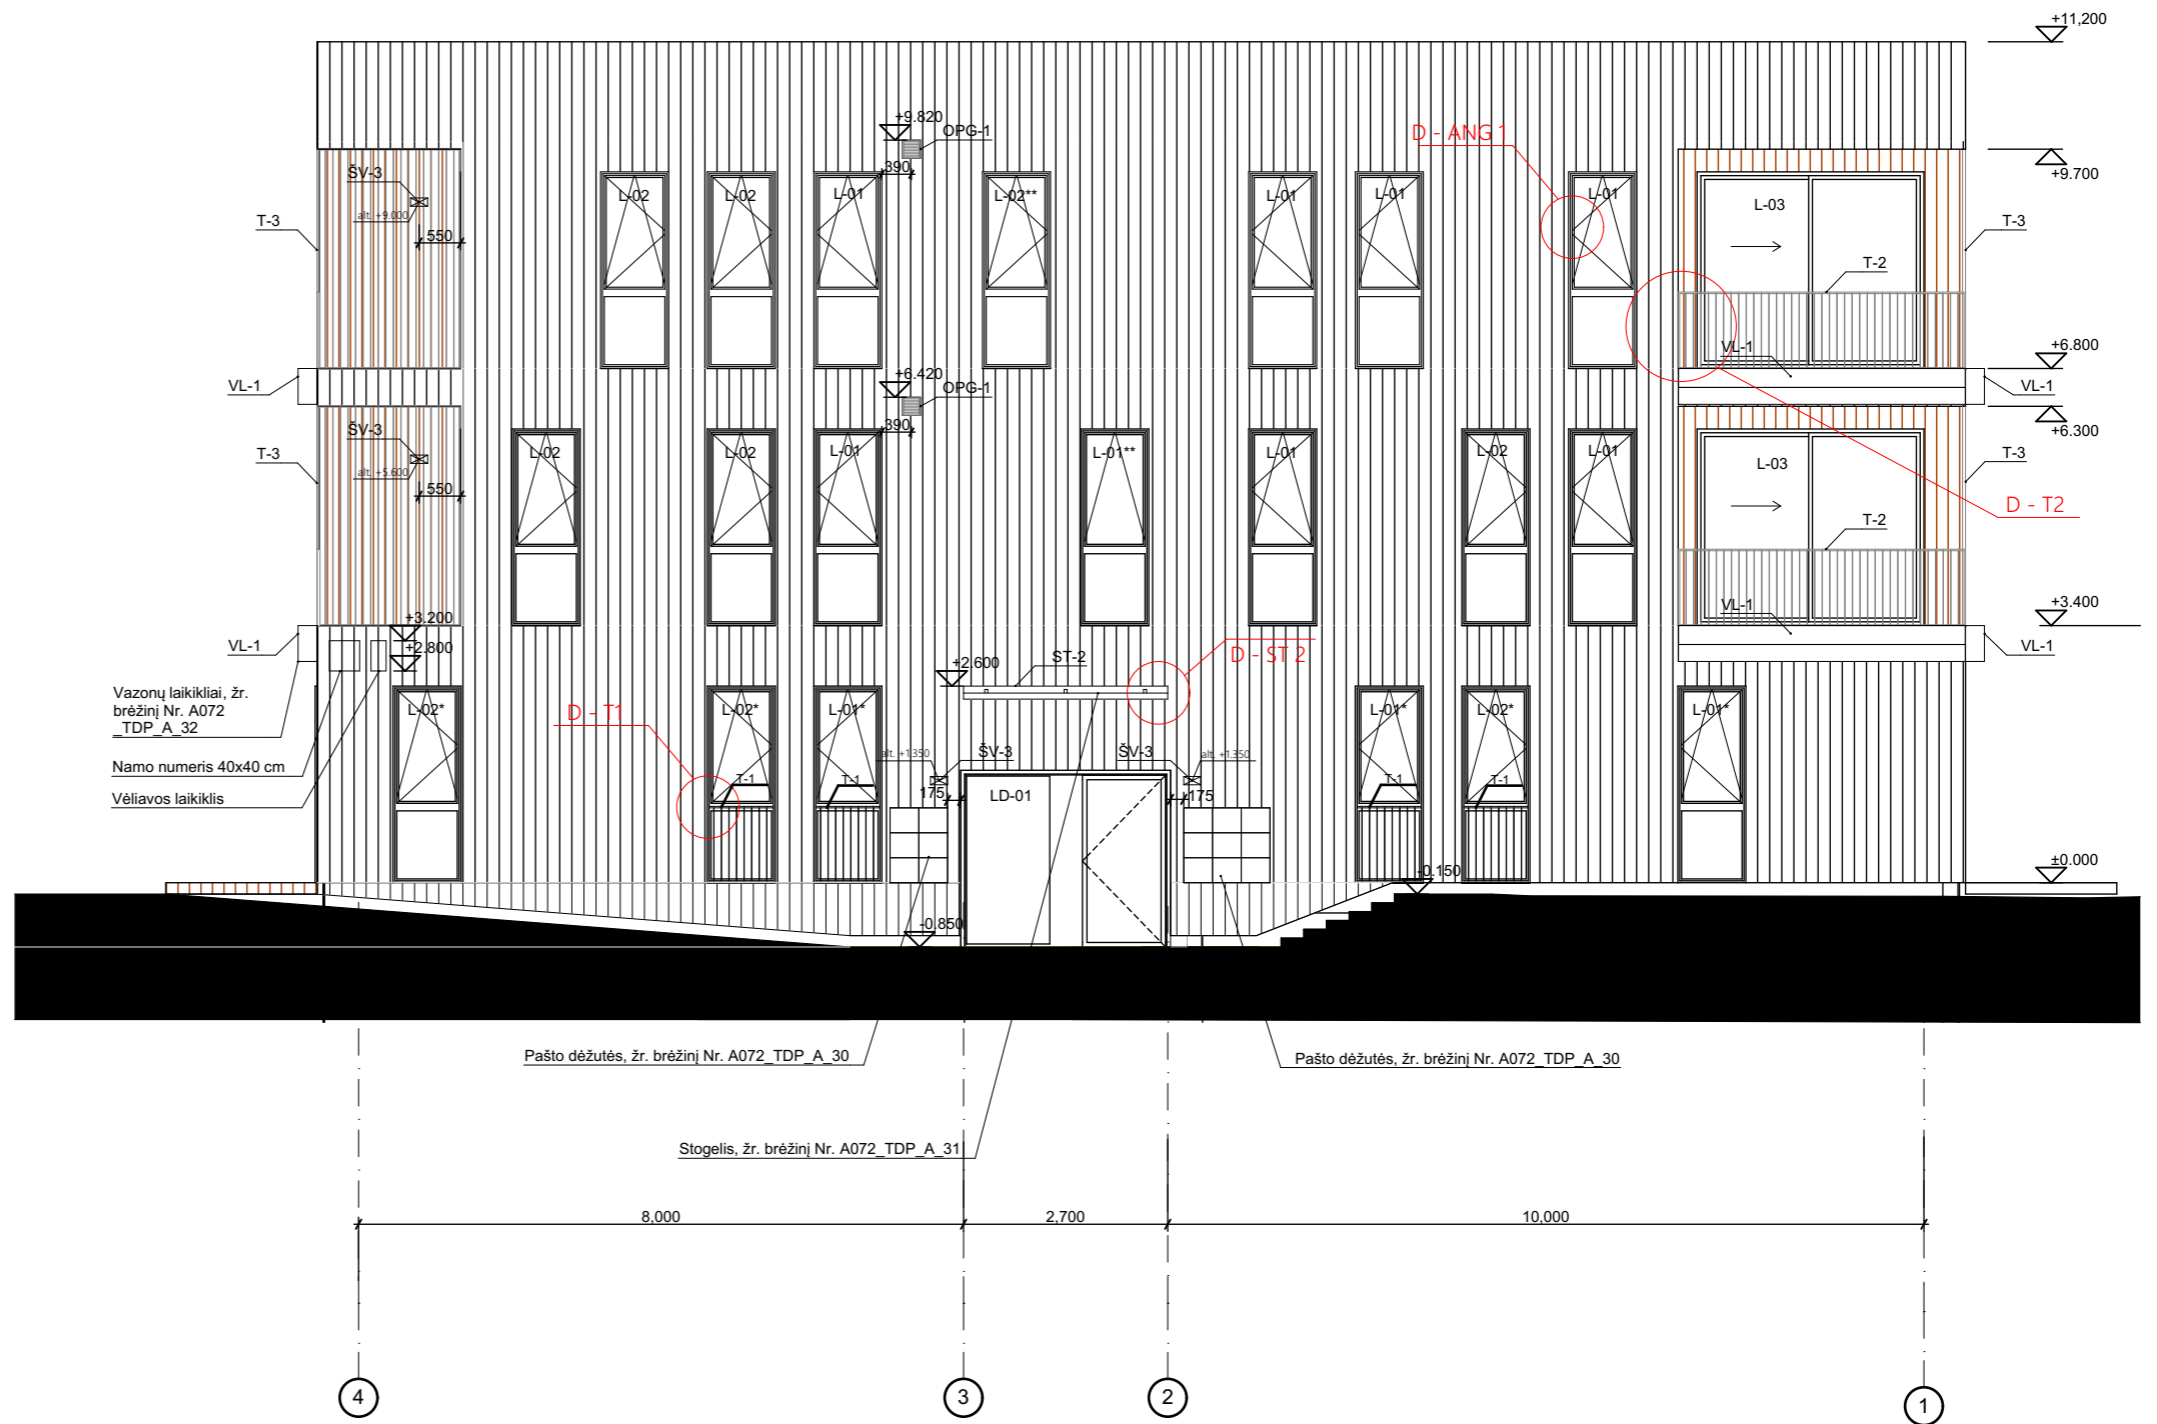 +11,200
+9.820
OPG-1
D - ANG 1
390
+9.700
ŠV-3
L-02
L-02
L-01
L-02**
L-01
L-01
L-01
L-03
alt. +9.000
T-3
550
T-3
T-2
+6.800
VL-1
+6.420
OPG-1
VL-1
VL-1
390
+6.300
ŠV-3
L-02
L-02
L-01
L-01**
L-01
L-02
L-01
L-03
T-3
T-3
alt. +5.600
550
D - T2
T-2
+3.400
VL-1
+3.200
VL-1
+2.800
VL-1
D - ST 2
ST-2
+2.600
Vazonų laikikliai, žr.
brėžinį Nr. A072
_TDP_A_32
L-02*
D - T1
L-02*
L-01*
L-01*
L-02*
L-01*
alt. +1.350
ŠV-3
ŠV-3
alt. +1.350
Namo numeris 40x40 cm
T-1
T-1
T-1
T-1
175
LD-01
175
Vėliavos laikiklis
±0.000
-0.150
-0.850
Pašto dėžutės, žr. brėžinį Nr. A072_TDP_A_30
Pašto dėžutės, žr. brėžinį Nr. A072_TDP_A_30
Stogelis, žr. brėžinį Nr. A072_TDP_A_31
8,000
2,700
10,000
4
3
2
1